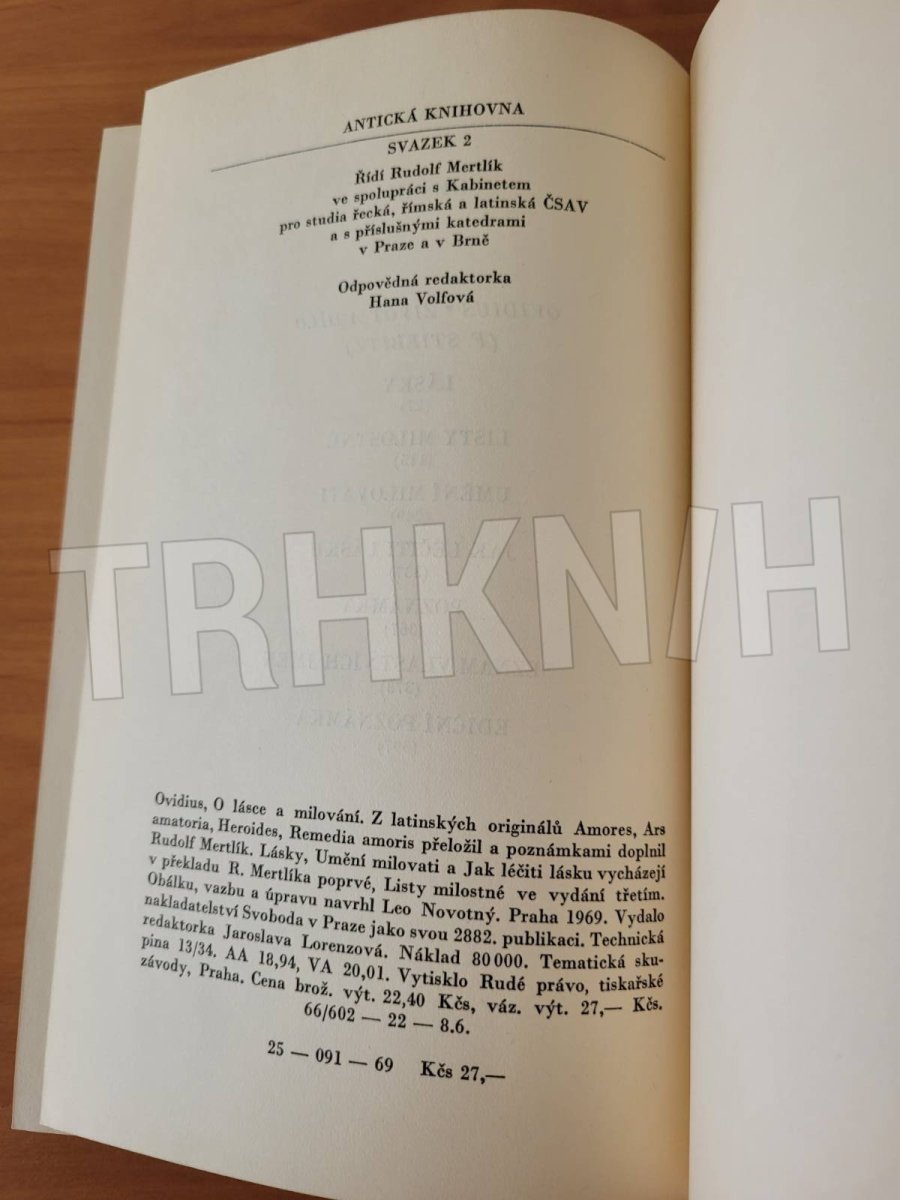 ANTICKÁ KNIHOVNA
SVAZEK 2
Řídí Rudolf Mertlík
ve spolupráci s Kabinetem
pro studia řecká, římská a latinská ČSAV
a s příslušnými katedrami
v Praze a v Brně
Odpovědná redaktorka
Hana Volfová
TRHKN/H
Ovidius, O lásce a milování. Z latinských originálů Amores, Ars
amatoria, Heroides, Remedia amoris přeložil a poznámkami doplnil
Rudolf Mertlík. Lásky, Umění milovati a Jak léčiti lásku vycházejí
v překladu R. Mertlíka poprvé, Listy milostné ve vydání třetím.
Obálku, vazbu a úpravu navrhl Leo Novotný. Praha 1969. Vydalo
nakladatelství Svoboda v Praze jako svou 2882. publikaci. Technická
redaktorka Jaroslava Lorenzová. Náklad 80 000. Tematická sku-
pina 13/34. AA 18,94, VA 20,01. Vytisklo Rudé právo, tiskařské
závody, Praha. Cena brož. výt. 22,40 Kčs, váz. výt. 27,— Kčs.
66/602 — 22 — 8.6.
25 — 091 — 69 Kčs 27,—